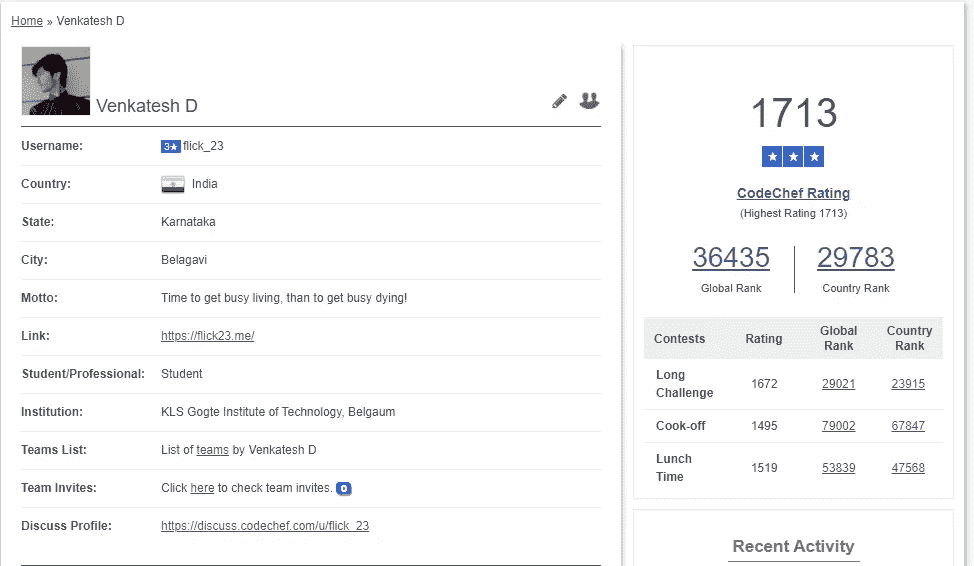 Home » Venkatesh D
Venkatesh D
Username: 3★ flick_23
Country: India
State: Karnataka
City: Belagavi
Motto: Time to get busy living, than to get busy dying!
Link: https://flick23.me/
Student/Professional: Student
Institution: KLS Gogte Institute of Technology, Belgaum
Teams List: List of teams by Venkatesh D
Team Invites: Click here to check team invites. 0
Discuss Profile: https://discuss.codechef.com/u/flick_23
1713
★ ★ ★
CodeChef Rating
(Highest Rating 1713)
36435 29783
Global Rank Country Rank
Contests Rating Global Rank Country Rank
Long Challenge 1672 29021 23915
Cook-off 1495 79002 67847
Lunch Time 1519 53839 47568
Recent Activity